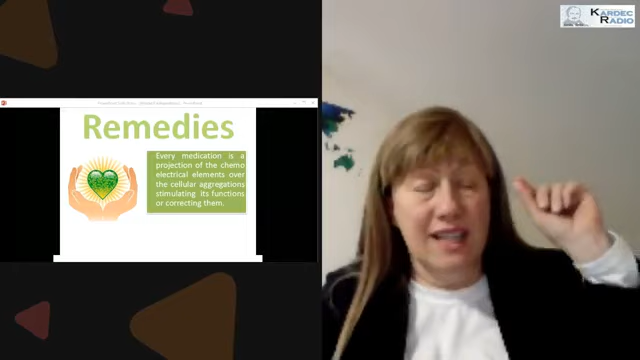 KARDEC
RADIO
Remedies
Every medication is a
projection of the chemo
electrical elements over
the cellular aggregations
stimulating its functions
or correcting them.